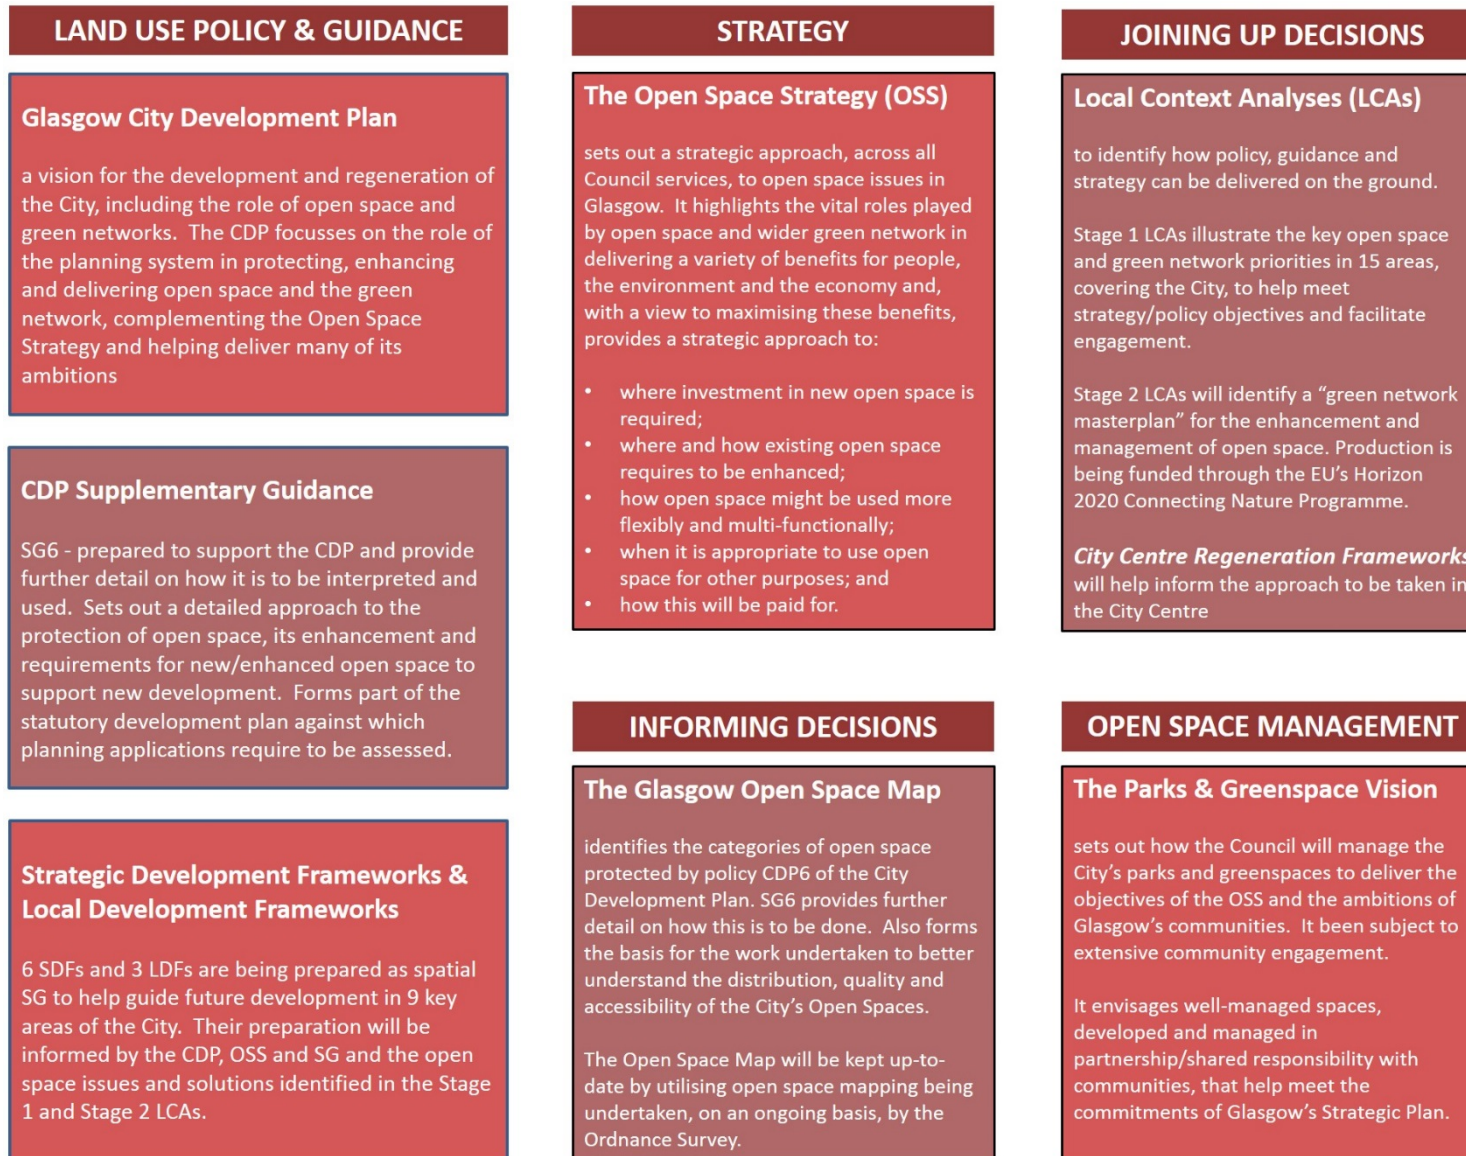 LAND USE POLICY & GUIDANCE
Glasgow City Development Plan
a vision for the development and regeneration of
the City, including the role of open space and
green networks.  The CDP focusses on the role of
the planning system in protecting, enhancing
and delivering open space and the green
network, complementing the Open Space
Strategy and helping deliver many of its
ambitions
CDP Supplementary Guidance
SG6 - prepared to support the CDP and provide
further detail on how it is to be interpreted and
used.  Sets out a detailed approach to the
protection of open space, its enhancement and
requirements for new/enhanced open space to
support new development.  Forms part of the
statutory development plan against which
planning applications require to be assessed.
Strategic Development Frameworks &
Local Development Frameworks
6 SDFs and 3 LDFs are being prepared as spatial
SG to help guide future development in 9 key
areas of the City.  Their preparation will be
informed by the CDP, OSS and SG and the open
space issues and solutions identified in the Stage
1 and Stage 2 LCAs.
STRATEGY
The Open Space Strategy (OSS)
sets out a strategic approach, across all
Council services, to open space issues in
Glasgow.  It highlights the vital roles played
by open space and wider green network in
delivering a variety of benefits for people,
the environment and the economy and,
with a view to maximising these benefits,
provides a strategic approach to:
• where investment in new open space is
required;
• where and how existing open space
requires to be enhanced;
• how open space might be used more
flexibly and multi-functionally;
• when it is appropriate to use open
space for other purposes; and
• how this will be paid for.
INFORMING DECISIONS
The Glasgow Open Space Map
identifies the categories of open space
protected by policy CDP6 of the City
Development Plan. SG6 provides further
detail on how this is to be done.  Also forms
the basis for the work undertaken to better
understand the distribution, quality and
accessibility of the City's Open Spaces.
The Open Space Map will be kept up-to-
date by utilising open space mapping being
undertaken, on an ongoing basis, by the
Ordnance Survey.
JOINING UP DECISIONS
Local Context Analyses (LCAs)
to identify how policy, guidance and
strategy can be delivered on the ground.
Stage 1 LCAs illustrate the key open space
and green network priorities in 15 areas,
covering the City, to help meet
strategy/policy objectives and facilitate
engagement.
Stage 2 LCAs will identify a “green network
masterplan” for the enhancement and
management of open space. Production is
being funded through the EU's Horizon
2020 Connecting Nature Programme.
City Centre Regeneration Frameworks
will help inform the approach to be taken in
the City Centre
OPEN SPACE MANAGEMENT
The Parks & Greenspace Vision
sets out how the Council will manage the
City's parks and greenspaces to deliver the
objectives of the OSS and the ambitions of
Glasgow's communities.  It been subject to
extensive community engagement.
It envisages well-managed spaces,
developed and managed in
partnership/shared responsibility with
communities, that help meet the
commitments of Glasgow's Strategic Plan.